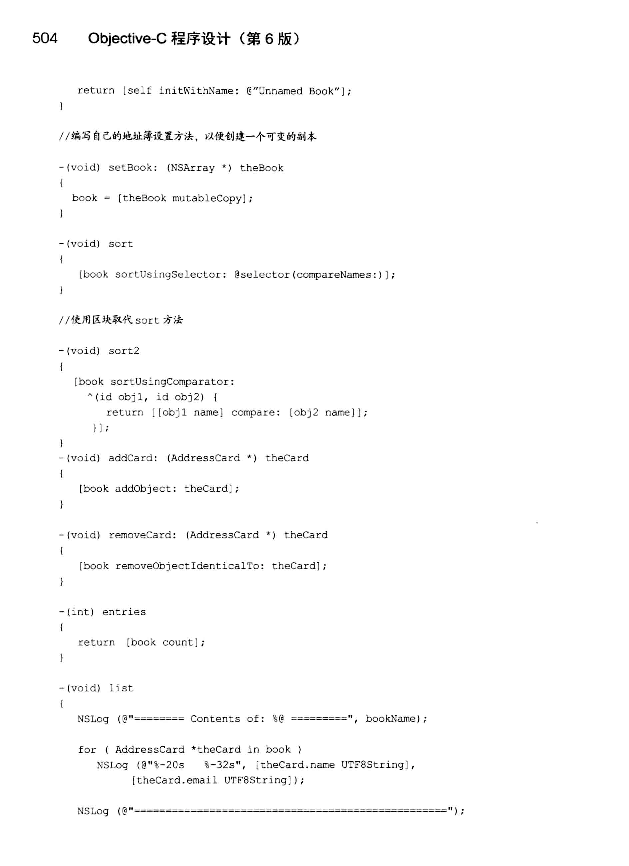 504 Objective-C 程序设计（第 6 版）
return [self initWithName: @"Unnamed Book"];
}
//编写自己的地址簿设置方法，以便创建一个可变的副本
-(void) setBook: (NSArray *) theBook
{
book = [theBook mutableCopy];
}
-(void) sort
{
[book sortUsingSelector: @selector(compareNames:)];
}
//使用区块取代 sort 方法
-(void) sort2
{
[book sortUsingComparator:
^(id obj1, id obj2) {
return [[obj1 name] compare: [obj2 name]];
}];
}
-(void) addCard: (AddressCard *) theCard
{
[book addObject: theCard];
}
-(void) removeCard: (AddressCard *) theCard
{
[book removeObjectIdenticalTo: theCard];
}
-(int) entries
{
return [book count];
}
-(void) list
{
NSLog (@"======== Contents of: %@ =========", bookName);
for ( AddressCard *theCard in book )
NSLog (@"%-20s %-32s", [theCard.name UTF8String],
[theCard.email UTF8String]);
NSLog (@"==================================================");